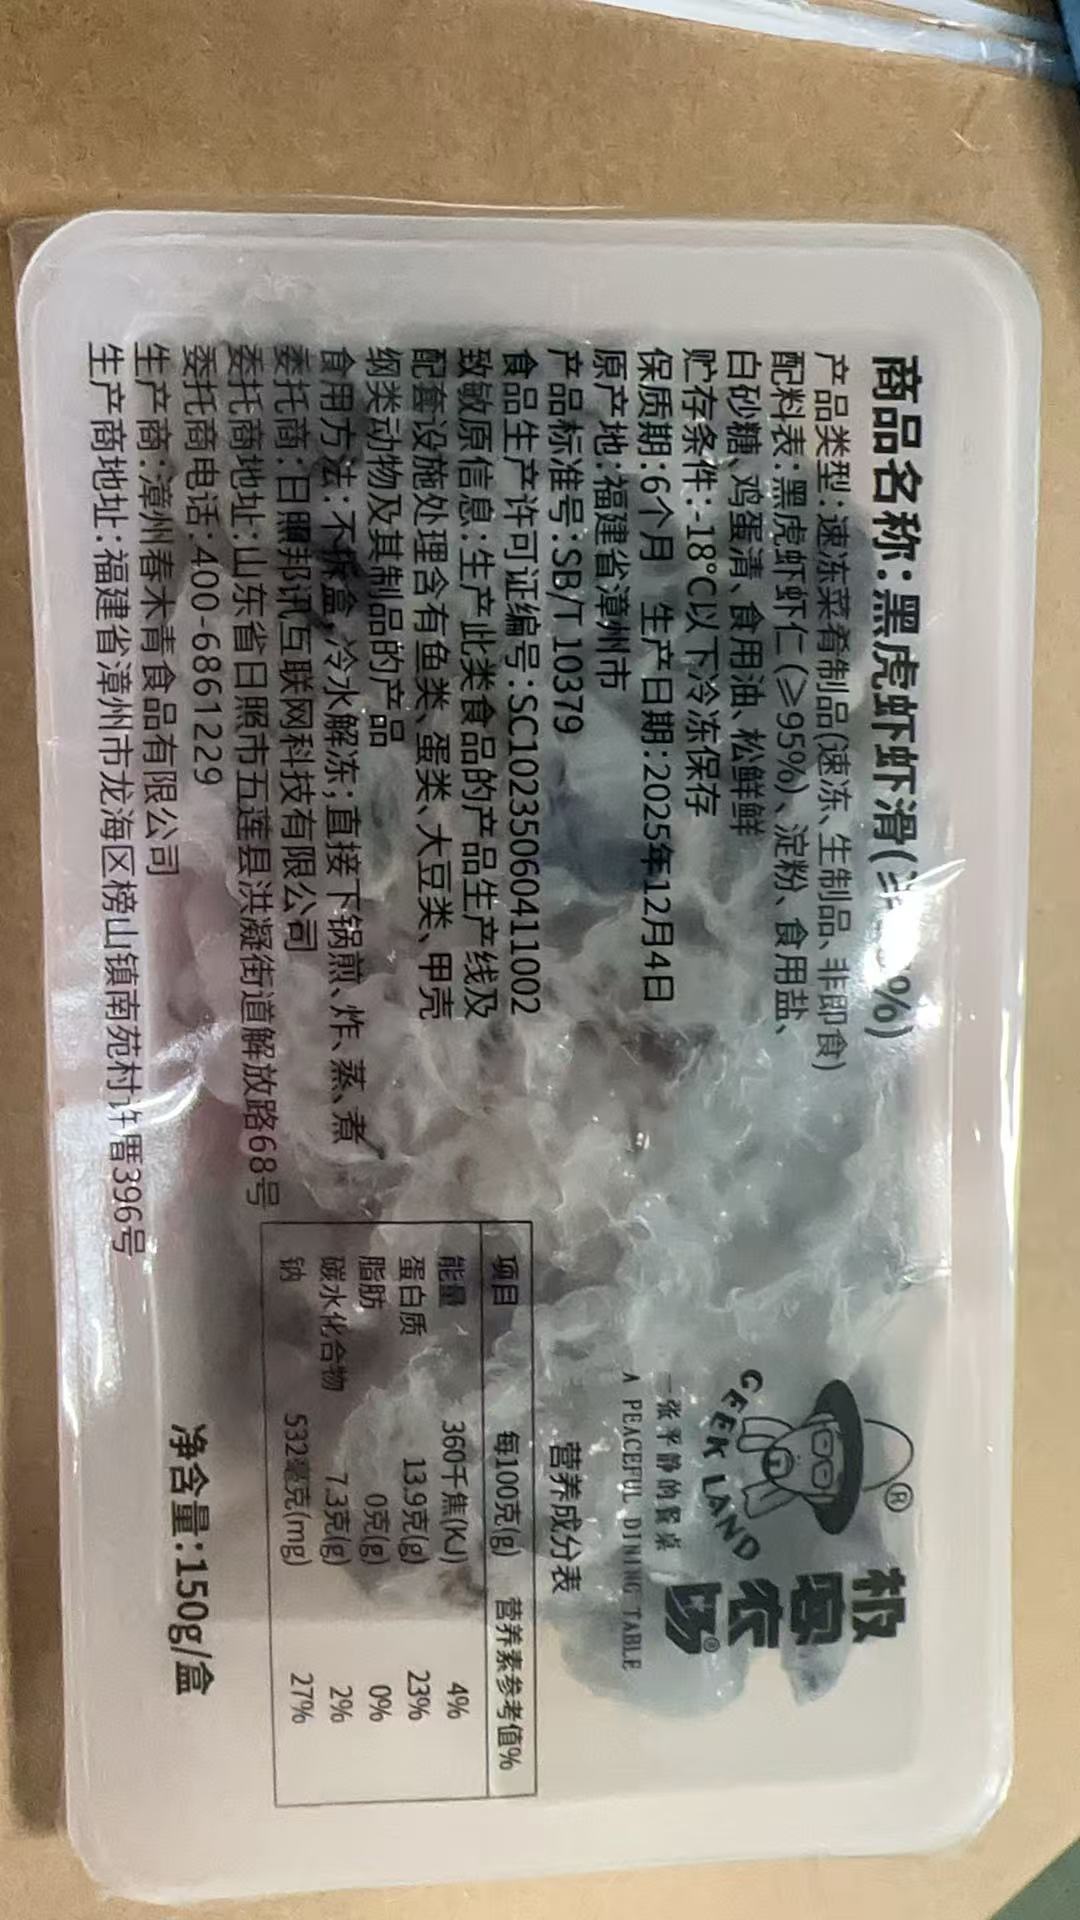 商品名称:黑虎虾虾滑(
%)
产品类型:速冻菜肴制品(速冻、生制品、非即食)
配料表:黑虎虾虾仁(≥95%)、淀粉、食用盐、
白砂糖、鸡蛋清、食用油、松鲜鲜
贮存条件:-18℃以下冷冻保存
保质期:6个月 生产日期:2025年12月4日
原产地:福建省漳州市
产品标准号:SB/T 10379
食品生产许可证编号:SC10235060411002
致敏原信息:生产此类食品的产品生产线及
配套设施处理含有鱼类、蛋类、大豆类、甲壳
纲类动物及其制品的产品
食用方法:不拆盒,冷水解冻;直接下锅煎、炸、蒸、煮
委托商:日照邦讯互联网科技有限公司
委托商地址:山东省日照市五莲县洪凝街道解放路68号
委托商电话:400-6861229
生产商:漳州春木青食品有限公司
生产商地址:福建省漳州市龙海区榜山镇南苑村许厝396号
®
GEEK LAND
极客农场®
一张平静的餐桌
A PEACEFUL DINING TABLE
营养成分表
项目 每100克(g) 营养素参考值%
能量 360千焦(KJ) 4%
蛋白质 13.9克(g) 23%
脂肪 0克(g) 0%
碳水化合物 7.3克(g) 2%
钠 532毫克(mg) 27%
净含量:150g/盒